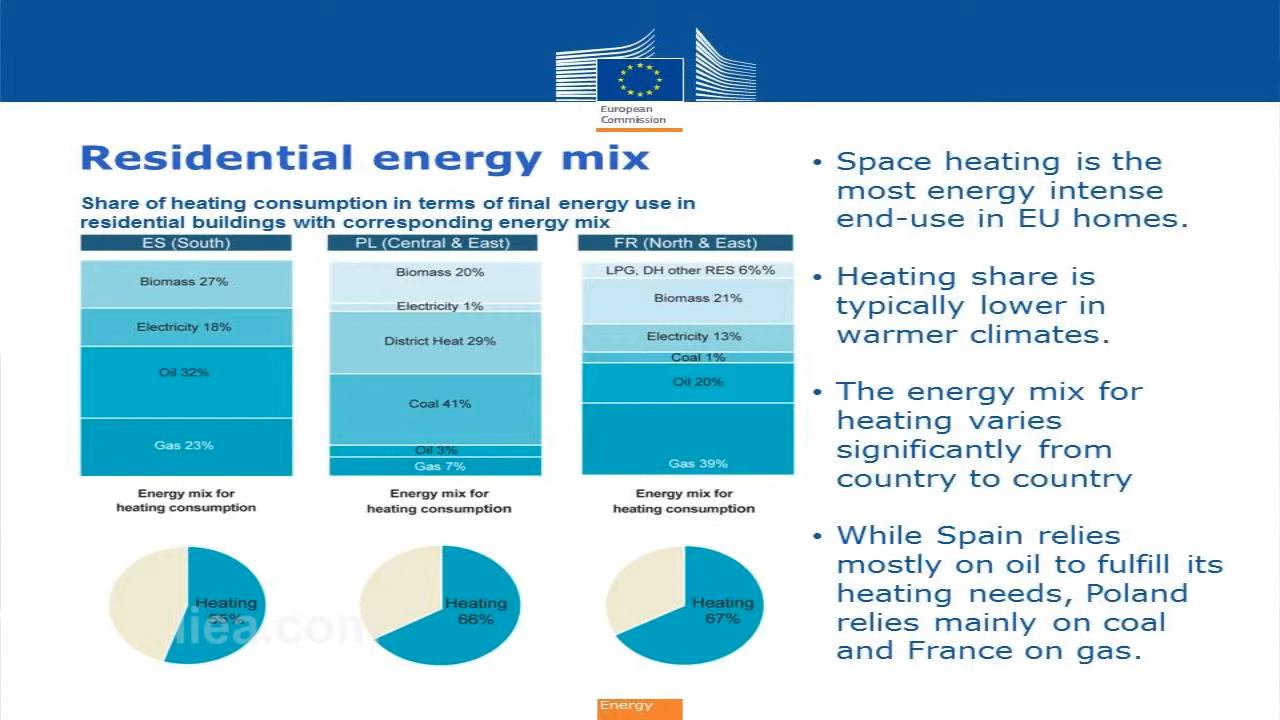 European
Commission
Residential energy mix
Share of heating consumption in terms of final energy use in
residential buildings with corresponding energy mix
ES (South)
Biomass 27%
Electricity 18%
Oil 32%
Gas 23%
Energy mix for
heating consumption
Heating
55%
PL (Central & East)
Biomass 20%
Electricity 1%
District Heat 29%
Coal 41%
Oil 3%
Gas 7%
Energy mix for
heating consumption
Heating
66%
FR (North & East)
LPG, DH other RES 6%%
Biomass 21%
Electricity 13%
Coal 1%
Oil 20%
Gas 39%
Energy mix for
heating consumption
Heating
67%
• Space heating is the
most energy intense
end-use in EU homes.
• Heating share is
typically lower in
warmer climates.
• The energy mix for
heating varies
significantly from
country to country
• While Spain relies
mostly on oil to fulfill its
heating needs, Poland
relies mainly on coal
and France on gas.
Energy